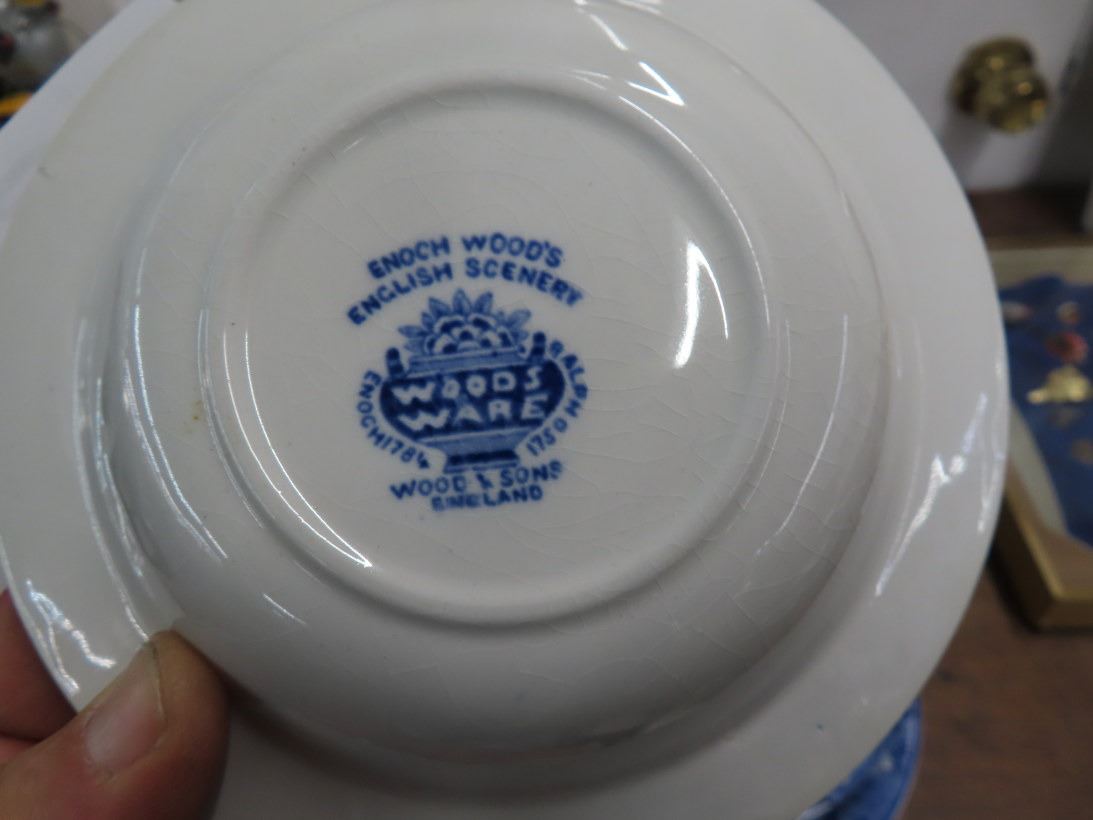 ENOCH WOOD'S
ENGLISH SCENERY
WOODS
WARE
ENOCH 1784
RALPH 1750
WOOD & SONS
ENGLAND